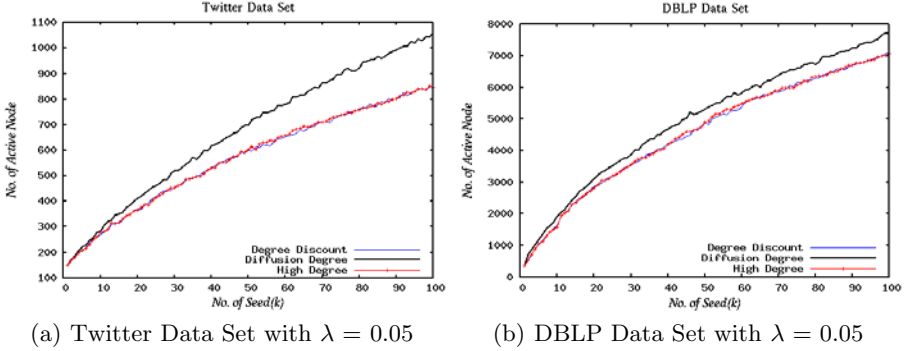 Twitter Data Set
No. of Active Node
1100
1000
900
800
700
600
500
400
300
200
100
0 10 20 30 40 50 60 70 80 90 100
No. of Seed(k)
Degree Discount
Diffusion Degree
High Degree
(a) Twitter Data Set with λ = 0.05
DBLP Data Set
No. of Active Node
8000
7000
6000
5000
4000
3000
2000
1000
0
0 10 20 30 40 50 60 70 80 90 100
No. of Seed(k)
Degree Discount
Diffusion Degree
High Degree
(b) DBLP Data Set with λ = 0.05